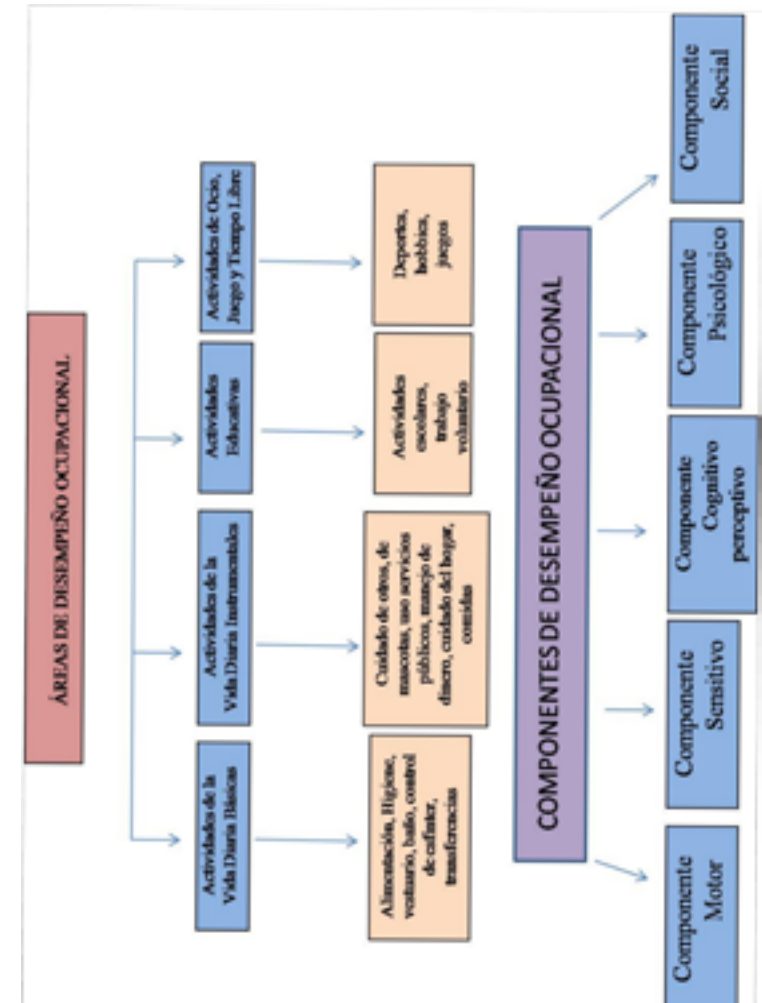 ÁREAS DE DESEMPEÑO OCUPACIONAL
Actividades de la
Vida Diaria Básicas
Actividades de la
Vida Diaria Instrumentales
Actividades
Educativas
Actividades de Ocio,
Juego y Tiempo Libre
Alimentación, Higiene,
vestuario, baño, control
de esfínter,
transferencias
Cuidado de otros, de
mascotas, uso servicios
públicos, manejo de
dinero, cuidado del hogar,
comidas
Actividades
escolares,
trabajo
voluntario
Deportes,
hobbies,
juegos
COMPONENTES DE DESEMPEÑO OCUPACIONAL
Componente
Motor
Componente
Sensitivo
Componente
Cognitivo
perceptivo
Componente
Psicológico
Componente
Social